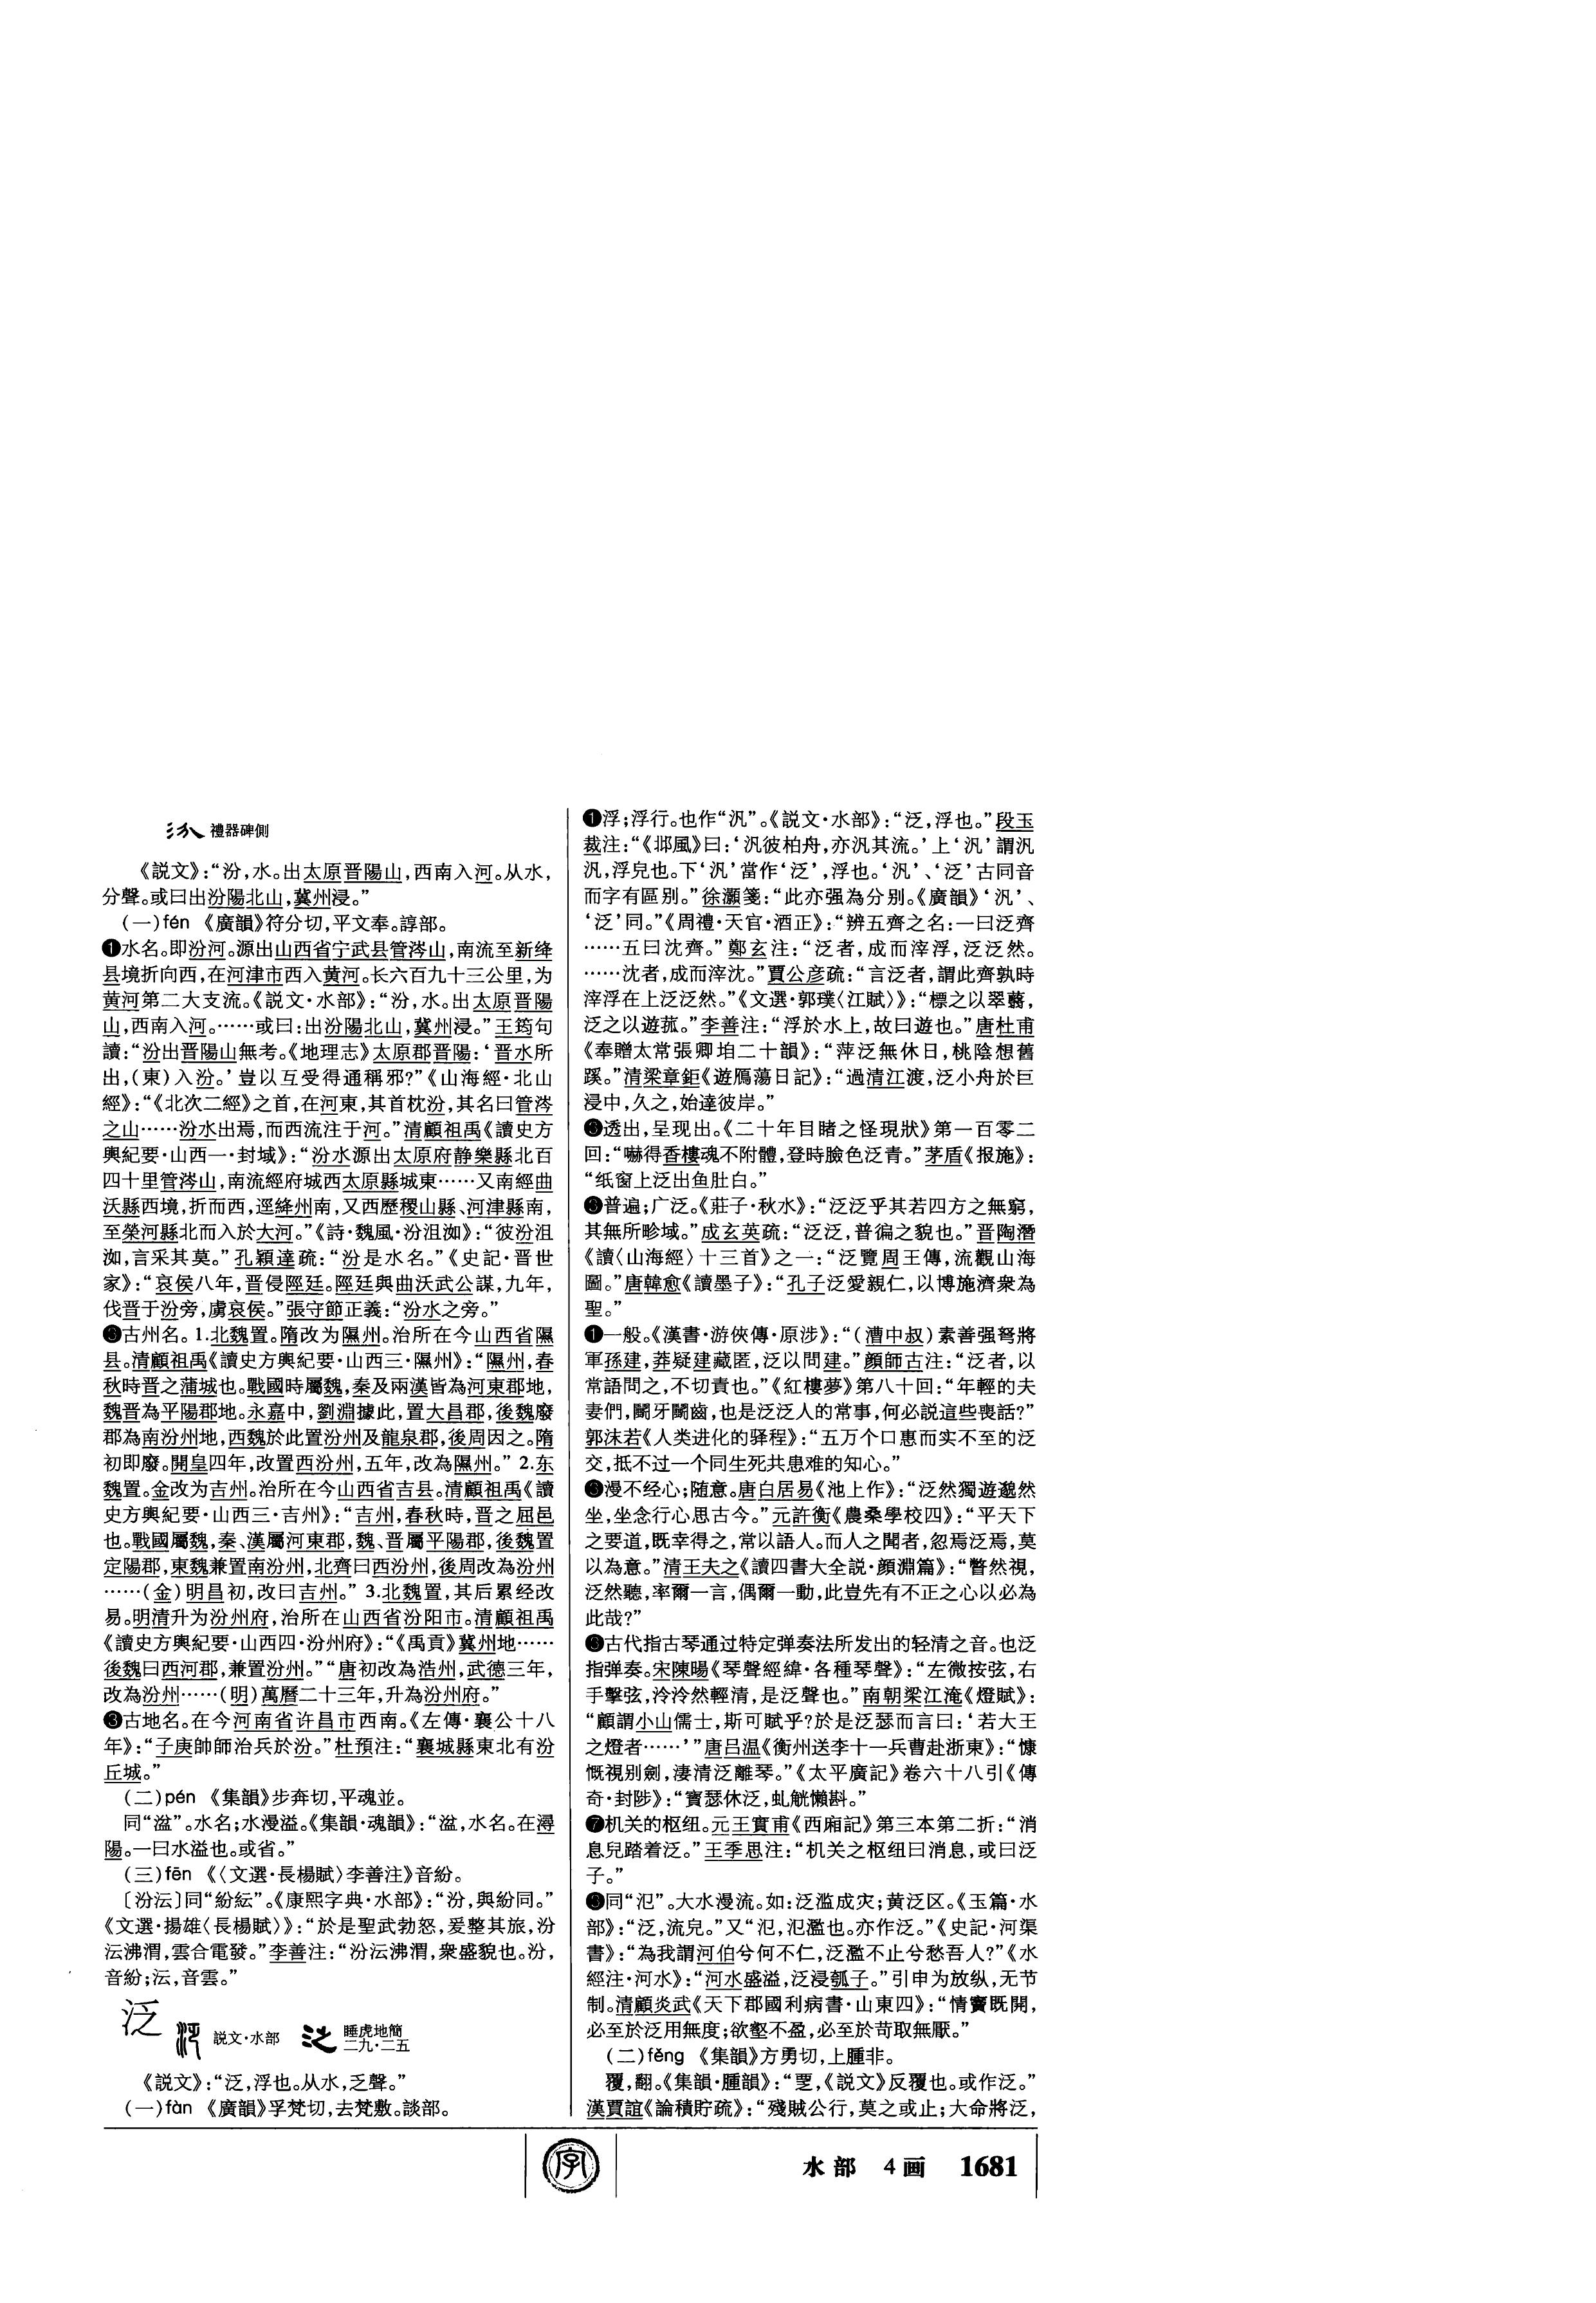 禮器碑側
《説文》：“汾，水。出太原晋陽山，西南入河。从水，
分聲。或曰出汾陽北山，冀州浸。”
（一）fén 《廣韻》符分切，平文奉。諄部。
❶水名。即汾河。源出山西省宁武县管涔山，南流至新绛
县境折向西，在河津市西入黄河。长六百九十三公里，为
黄河第二大支流。《説文·水部》：“汾，水。出太原晋陽
山，西南入河。……或曰：出汾陽北山，冀州浸。”王筠句
讀：“汾出晋陽山無考。《地理志》太原郡晋陽：‘晋水所
出，（東）入汾。’豈以互受得通稱邪？”《山海經·北山
經》：“《北次二經》之首，在河東，其首枕汾，其名曰管涔
之山……汾水出焉，而西流注于河。”清顧祖禹《讀史方
輿紀要·山西一·封域》：“汾水源出太原府静樂縣北百
四十里管涔山，南流經府城西太原縣城東……又南經曲
沃縣西境，折而西，逕絳州南，又西歷稷山縣、河津縣南，
至榮河縣北而入於大河。”《詩·魏風·汾沮洳》：“彼汾沮
洳，言采其莫。”孔穎達疏：“汾是水名。”《史記·晋世
家》：“哀侯八年，晋侵陘廷。陘廷與曲沃武公謀，九年，
伐晋于汾旁，虜哀侯。”張守節正義：“汾水之旁。”
❷古州名。1.北魏置。隋改为隰州。治所在今山西省隰
县。清顧祖禹《讀史方輿紀要·山西三·隰州》：“隰州，春
秋時晋之蒲城也。戰國時屬魏，秦及兩漢皆為河東郡地，
魏晋為平陽郡地。永嘉中，劉淵據此，置大昌郡，後魏廢
郡為南汾州地，西魏於此置汾州及龍泉郡，後周因之。隋
初即廢。開皇四年，改置西汾州，五年，改為隰州。” 2.东
魏置。金改为吉州。治所在今山西省吉县。清顧祖禹《讀
史方輿紀要·山西三·吉州》：“吉州，春秋時，晋之屈邑
也。戰國屬魏，秦、漢屬河東郡，魏、晋屬平陽郡，後魏置
定陽郡，東魏兼置南汾州，北齊曰西汾州，後周改為汾州
……（金）明昌初，改曰吉州。” 3.北魏置，其后累经改
易。明清升为汾州府，治所在山西省汾阳市。清顧祖禹
《讀史方輿紀要·山西四·汾州府》：“《禹貢》冀州地……
後魏曰西河郡，兼置汾州。”“唐初改為浩州，武德三年，
改為汾州……（明）萬曆二十三年，升為汾州府。”
❸古地名。在今河南省许昌市西南。《左傳·襄公十八
年》：“子庚帥師治兵於汾。”杜預注：“襄城縣東北有汾
丘城。”
（二）pén 《集韻》步奔切，平魂並。
同“湓”。水名；水漫溢。《集韻·魂韻》：“湓，水名。在潯
陽。一曰水溢也。或省。”
（三）fēn 《〈文選·長楊賦〉李善注》音紛。
〔汾沄〕同“紛紜”。《康熙字典·水部》：“汾，與紛同。”
《文選·揚雄〈長楊賦〉》：“於是聖武勃怒，爰整其旅，汾
沄沸渭，雲合電發。”李善注：“汾沄沸渭，衆盛貌也。汾，
音紛；沄，音雲。”
泛 説文·水部 睡虎地簡二九·二五
《説文》：“泛，浮也。从水，乏聲。”
（一）fàn 《廣韻》孚梵切，去梵敷。談部。
❶浮；浮行。也作“汎”。《説文·水部》：“泛，浮也。”段玉
裁注：“《邶風》曰：‘汎彼柏舟，亦汎其流。’上‘汎’謂汎
汎，浮皃也。下‘汎’當作‘泛’，浮也。‘汎’、‘泛’古同音
而字有區别。”徐灝箋：“此亦强為分别。《廣韻》‘汎’、
‘泛’同。”《周禮·天官·酒正》：“辨五齊之名：一曰泛齊
……五曰沈齊。”鄭玄注：“泛者，成而滓浮，泛泛然。
……沈者，成而滓沈。”賈公彦疏：“言泛者，謂此齊孰時
滓浮在上泛泛然。”《文選·郭璞〈江賦〉》：“標之以翠蘙，
泛之以遊菰。”李善注：“浮於水上，故曰遊也。”唐杜甫
《奉贈太常張卿垍二十韻》：“萍泛無休日，桃陰想舊
蹊。”清梁章鉅《遊鴈蕩日記》：“過清江渡，泛小舟於巨
浸中，久之，始達彼岸。”
❷透出，呈现出。《二十年目睹之怪現狀》第一百零二
回：“嚇得香樓魂不附體，登時臉色泛青。”茅盾《报施》：
“纸窗上泛出鱼肚白。”
❸普遍；广泛。《莊子·秋水》：“泛泛乎其若四方之無窮，
其無所畛域。”成玄英疏：“泛泛，普徧之貌也。”晋陶潛
《讀〈山海經〉十三首》之一：“泛覽周王傳，流觀山海
圖。”唐韓愈《讀墨子》：“孔子泛愛親仁，以博施濟衆為
聖。”
❹一般。《漢書·游俠傳·原涉》：“（漕中叔）素善强弩將
軍孫建，莽疑建藏匿，泛以問建。”顔師古注：“泛者，以
常語問之，不切責也。”《紅樓夢》第八十回：“年輕的夫
妻們，鬭牙鬭齒，也是泛泛人的常事，何必説這些喪話？”
郭沫若《人类进化的驿程》：“五万个口惠而实不至的泛
交，抵不过一个同生死共患难的知心。”
❺漫不经心；随意。唐白居易《池上作》：“泛然獨遊邈然
坐，坐念行心思古今。”元許衡《農桑學校四》：“平天下
之要道，既幸得之，常以語人。而人之聞者，忽焉泛焉，莫
以為意。”清王夫之《讀四書大全説·顔淵篇》：“瞥然視，
泛然聽，率爾一言，偶爾一動，此豈先有不正之心以必為
此哉？”
❻古代指古琴通过特定弹奏法所发出的轻清之音。也泛
指弹奏。宋陳暘《琴聲經緯·各種琴聲》：“左微按弦，右
手擊弦，泠泠然輕清，是泛聲也。”南朝梁江淹《燈賦》：
“顧謂小山儒士，斯可賦乎？於是泛瑟而言曰：‘若大王
之燈者……’”唐吕温《衡州送李十一兵曹赴浙東》：“慷
慨視别劍，淒清泛離琴。”《太平廣記》卷六十八引《傳
奇·封陟》：“寶瑟休泛，虬觥懶斟。”
❼机关的枢纽。元王實甫《西廂記》第三本第二折：“消
息兒踏着泛。”王季思注：“机关之枢纽曰消息，或曰泛
子。”
❽同“氾”。大水漫流。如：泛滥成灾；黄泛区。《玉篇·水
部》：“泛，流皃。”又“氾，氾濫也。亦作泛。”《史記·河渠
書》：“為我謂河伯兮何不仁，泛濫不止兮愁吾人？”《水
經注·河水》：“河水盛溢，泛浸瓠子。”引申为放纵，无节
制。清顧炎武《天下郡國利病書·山東四》：“情竇既開，
必至於泛用無度；欲壑不盈，必至於苛取無厭。”
（二）fěng 《集韻》方勇切，上腫非。
覆，翻。《集韻·腫韻》：“覂，《説文》反覆也。或作泛。”
漢賈誼《論積貯疏》：“殘賊公行，莫之或止；大命將泛，
字 水部 4画 1681